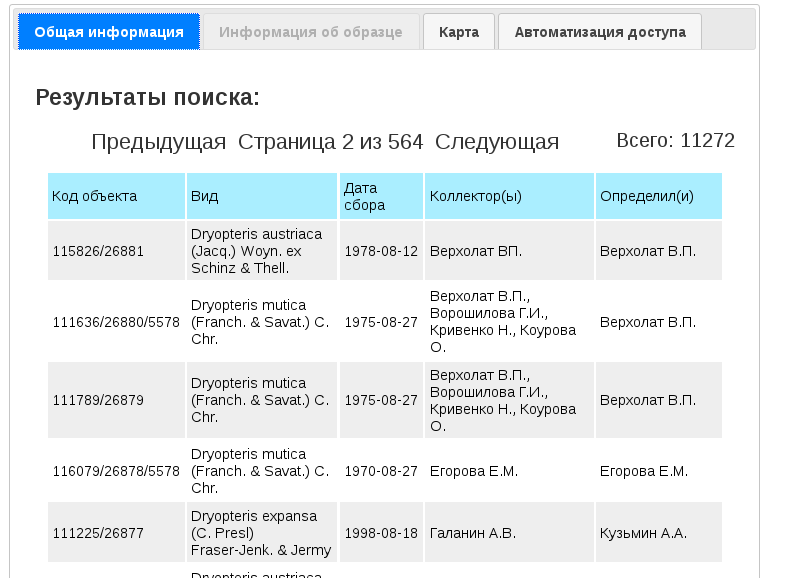 Общая информация Информация об образце Карта Автоматизация доступа
Результаты поиска:
Предыдущая Страница 2 из 564 Следующая Всего: 11272
Код объекта Вид Дата сбора Коллектор(ы) Определил(и)
115826/26881 Dryopteris austriaca (Jacq.) Woyn. ex Schinz & Thell. 1978-08-12 Верхолат ВП. Верхолат В.П.
111636/26880/5578 Dryopteris mutica (Franch. & Savat.) C. Chr. 1975-08-27 Верхолат В.П., Ворошилова Г.И., Кривенко Н., Коурова О. Верхолат В.П.
111789/26879 Dryopteris mutica (Franch. & Savat.) C. Chr. 1975-08-27 Верхолат В.П., Ворошилова Г.И., Кривенко Н., Коурова О. Верхолат В.П.
116079/26878/5578 Dryopteris mutica (Franch. & Savat.) C. Chr. 1970-08-27 Егорова Е.М. Егорова Е.М.
111225/26877 Dryopteris expansa (C. Presl) Fraser-Jenk. & Jermy 1998-08-18 Галанин А.В. Кузьмин А.А.
Dryopteris austriaca